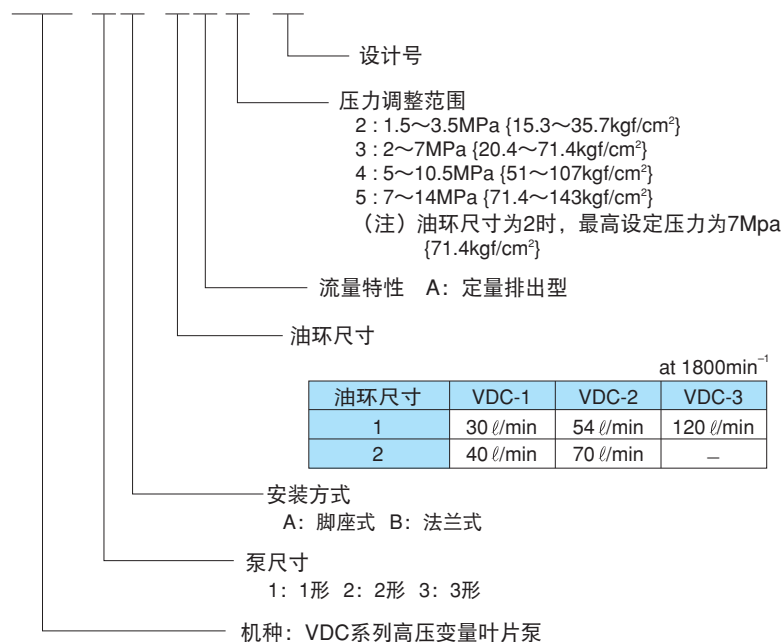 设计号
压力调整范围
2 : 1.5～3.5MPa {15.3～35.7kgf/cm²}
3 : 2～7MPa {20.4～71.4kgf/cm²}
4 : 5～10.5MPa {51～107kgf/cm²}
5 : 7～14MPa {71.4～143kgf/cm²}
（注）油环尺寸为2时，最高设定压力为7Mpa
{71.4kgf/cm²}
流量特性 A：定量排出型
油环尺寸
at 1800min⁻¹
油环尺寸 VDC-1 VDC-2 VDC-3
1 30 ℓ/min 54 ℓ/min 120 ℓ/min
2 40 ℓ/min 70 ℓ/min –
安装方式
A：脚座式 B：法兰式
泵尺寸
1：1形 2：2形 3：3形
机种：VDC系列高压变量叶片泵